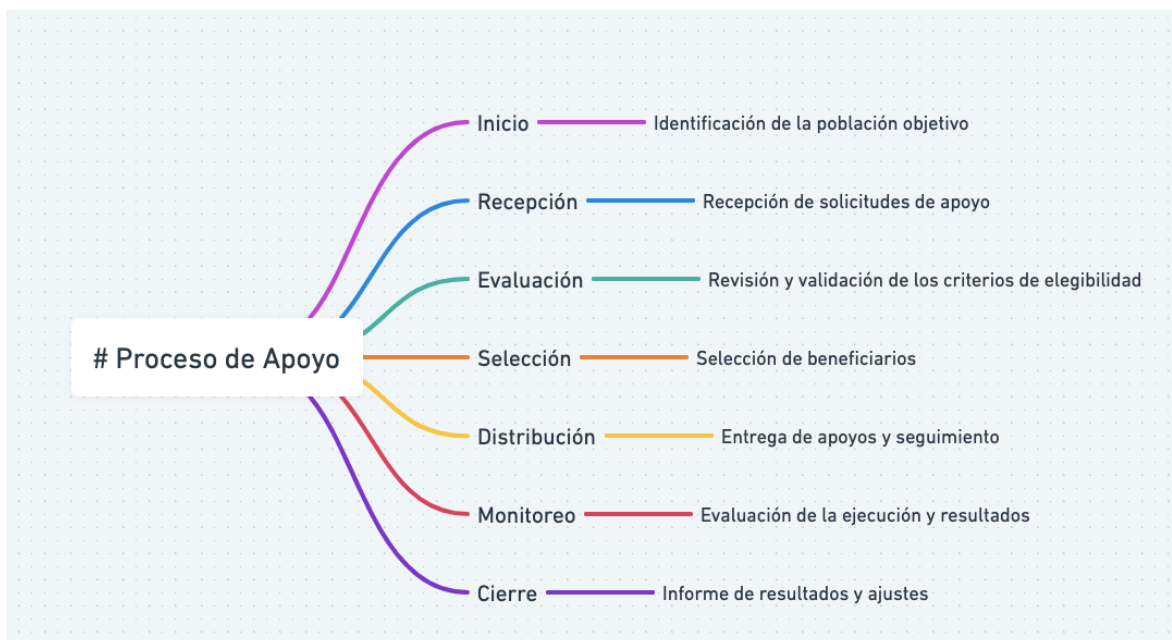 Inicio
Identificación de la población objetivo
Recepción
Recepción de solicitudes de apoyo
Evaluación
Revisión y validación de los criterios de elegibilidad
# Proceso de Apoyo
Selección
Selección de beneficiarios
Distribución
Entrega de apoyos y seguimiento
Monitoreo
Evaluación de la ejecución y resultados
Cierre
Informe de resultados y ajustes